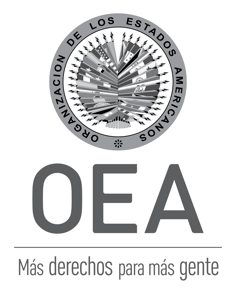 ORGANIZACION DE LOS ESTADOS AMERICANOS
OEA
Más derechos para más gente